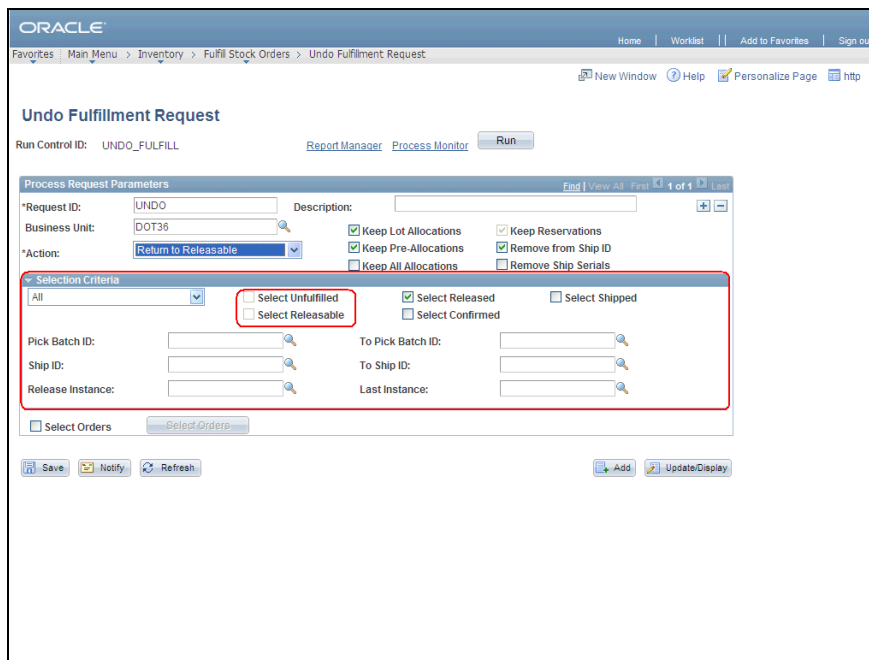 ORACLE
Home | Worklist || Add to Favorites | Sign ou
Favorites Main Menu > Inventory > Fulfill Stock Orders > Undo Fulfillment Request
New Window Help Personalize Page http
Undo Fulfillment Request
Run Control ID: UNDO_FULFILL Report Manager Process Monitor Run
Process Request Parameters Find | View All First 1 of 1 Last
*Request ID: UNDO Description:
Business Unit: DOT36 Keep Lot Allocations Keep Reservations
*Action: Return to Releasable Keep Pre-Allocations Remove from Ship ID
Keep All Allocations Remove Ship Serials
Selection Criteria
All Select Unfulfilled Select Released Select Shipped
Select Releasable Select Confirmed
Pick Batch ID: To Pick Batch ID:
Ship ID: To Ship ID:
Release Instance: Last Instance:
Select Orders Select Orders
Save Notify Refresh Add Update/Display